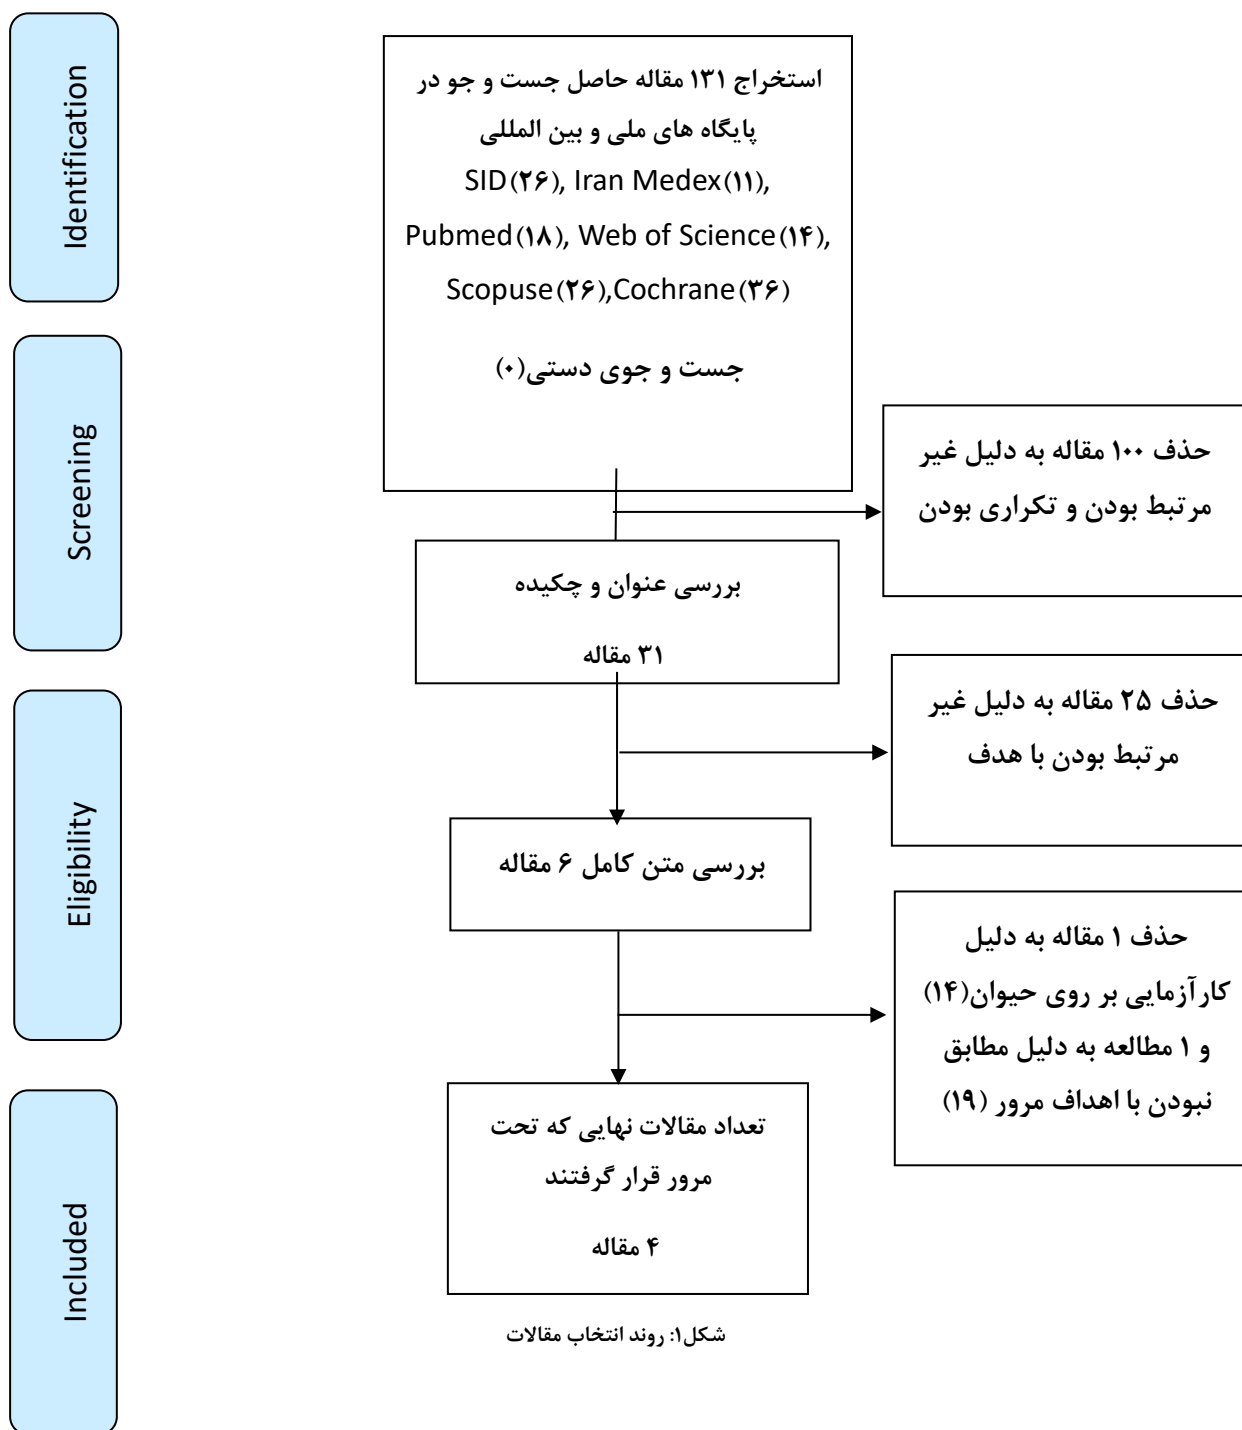 Identification
استخراج ۱۳۱ مقاله حاصل جست و جو در
پایگاه های ملی و بین المللی
SID(۲۶), Iran Medex(۱۱),
Pubmed(۱۸), Web of Science(۱۴),
Scopuse(۲۶),Cochrane(۳۶)
جست و جوی دستی(۰)
Screening
حذف ۱۰۰ مقاله به دلیل غیر
مرتبط بودن و تکراری بودن
بررسی عنوان و چکیده
۳۱ مقاله
حذف ۲۵ مقاله به دلیل غیر
مرتبط بودن با هدف
Eligibility
بررسی متن کامل ۶ مقاله
حذف ۱ مقاله به دلیل
کارآزمایی بر روی حیوان(۱۴)
و ۱ مطالعه به دلیل مطابق
نبودن با اهداف مرور (۱۹)
Included
تعداد مقالات نهایی که تحت
مرور قرار گرفتند
۴ مقاله
شکل۱: روند انتخاب مقالات